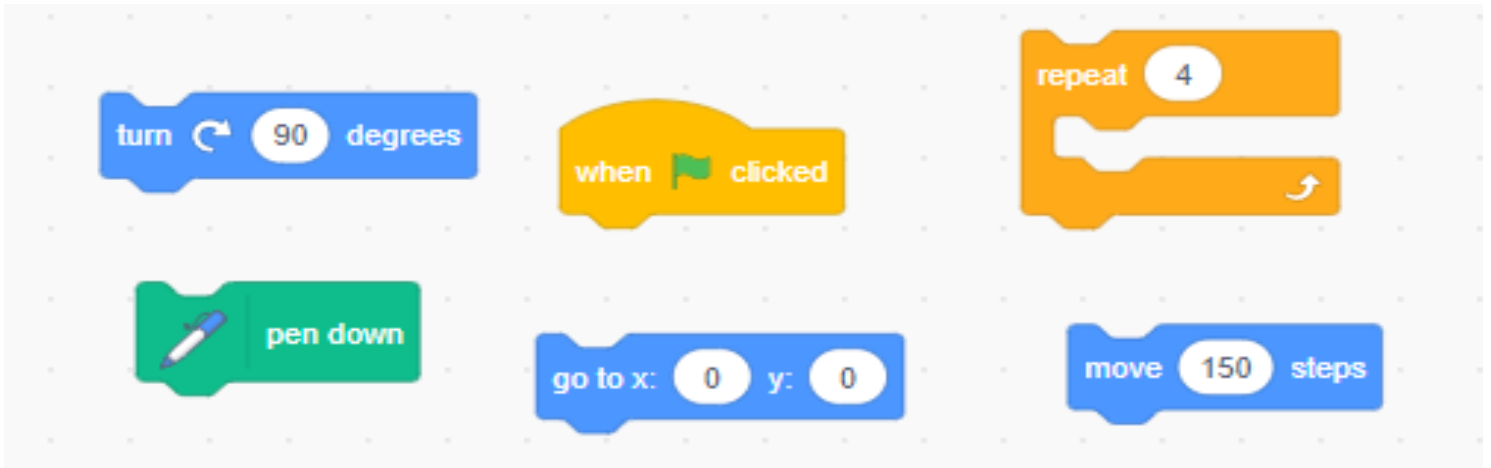 turn 90 degrees
when clicked
repeat 4
pen down
go to x: 0 y: 0
move 150 steps